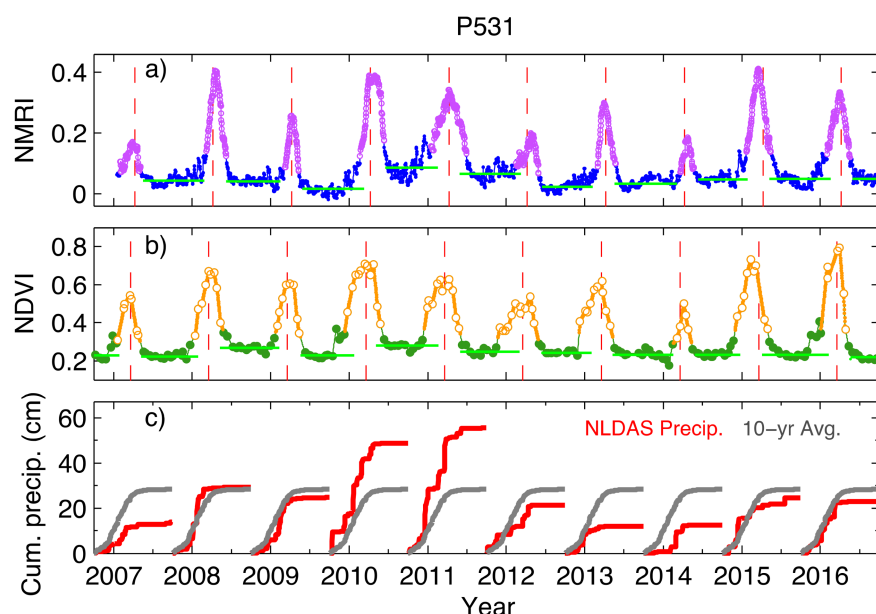 P531
a)
NMRI
0.4
0.2
0
b)
NDVI
0.8
0.6
0.4
0.2
c)
NLDAS Precip. 10-yr Avg.
Cum. precip. (cm)
60
40
20
0
2007 2008 2009 2010 2011 2012 2013 2014 2015 2016
Year